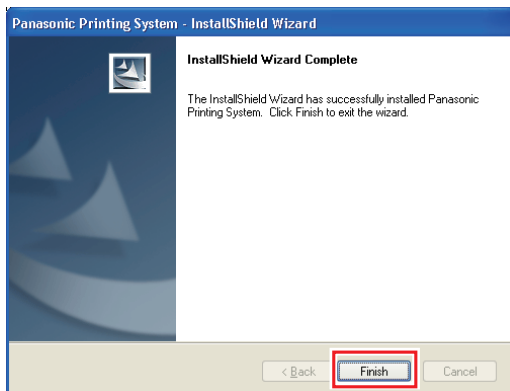 Panasonic Printing System - InstallShield Wizard
InstallShield Wizard Complete
The InstallShield Wizard has successfully installed Panasonic
Printing System. Click Finish to exit the wizard.
< Back
Finish
Cancel